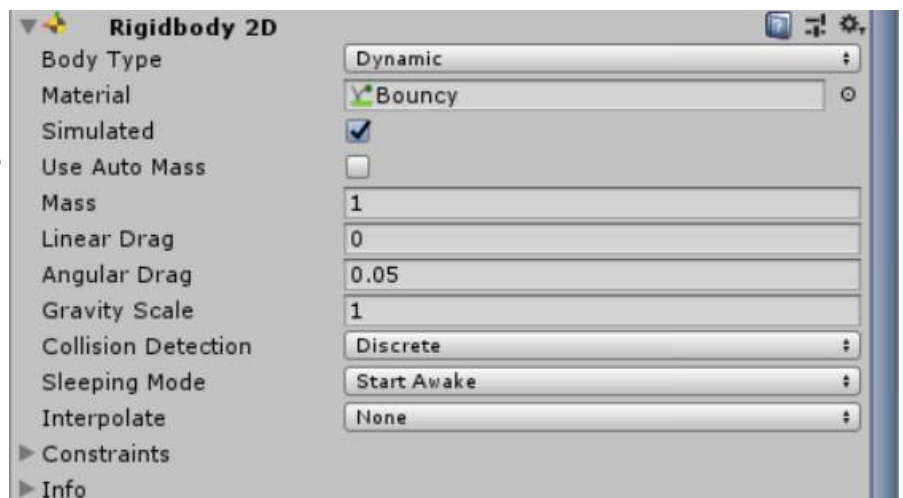 Rigidbody 2D
Body Type Dynamic
Material Bouncy
Simulated
Use Auto Mass
Mass 1
Linear Drag 0
Angular Drag 0.05
Gravity Scale 1
Collision Detection Discrete
Sleeping Mode Start Awake
Interpolate None
Constraints
Info